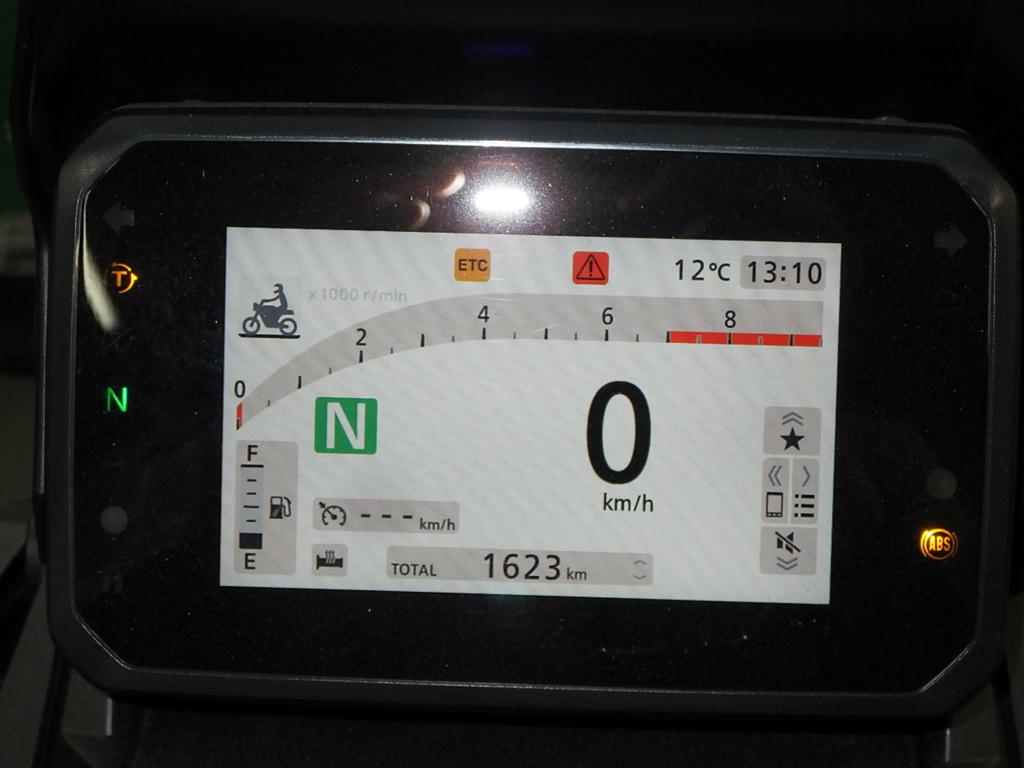 ETC
12°C 13:10
x1000 r/min
T
0 2 4 6 8
N
N
0
km/h
F
E
--- km/h
TOTAL 1623 km
ABS